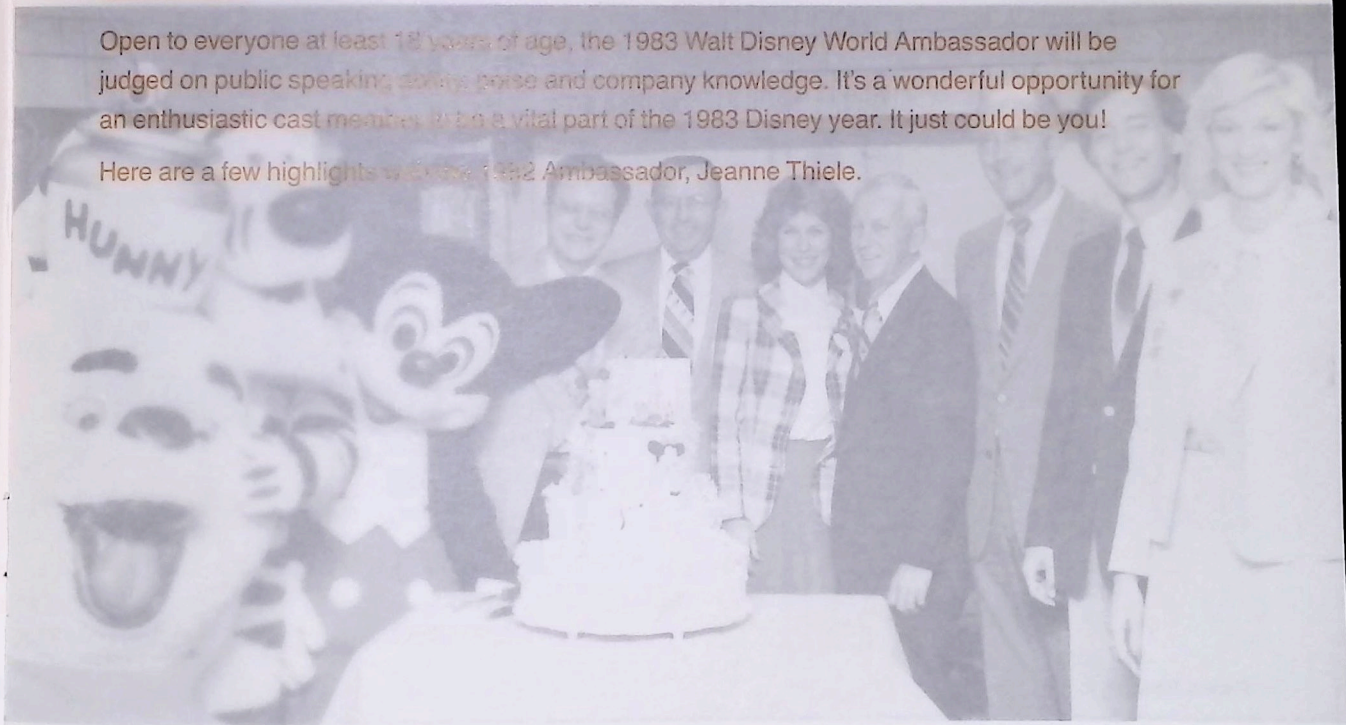 Open to everyone at least 18 years of age, the 1983 Walt Disney World Ambassador will be
judged on public speaking ability, poise and company knowledge. It's a wonderful opportunity for
an enthusiastic cast member to be a vital part of the 1983 Disney year. It just could be you!
Here are a few highlights 1982 Ambassador, Jeanne Thiele.
HUNNY